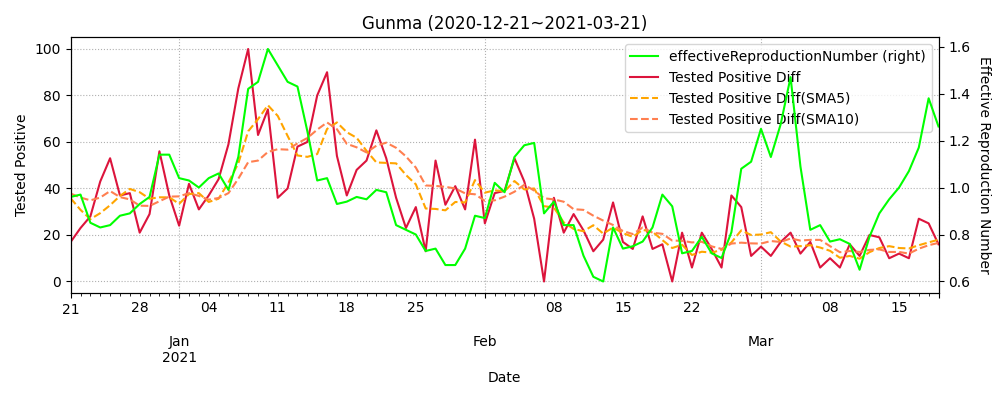 Gunma (2020-12-21~2021-03-21)
effectiveReproductionNumber (right)
Tested Positive Diff
Tested Positive Diff(SMA5)
Tested Positive Diff(SMA10)
Tested Positive
100
80
60
40
20
0
Effective Reproduction Number
1.6
1.4
1.2
1.0
0.8
0.6
21 28 04 11 18 25 08 15 22 08 15
Jan Feb Mar
2021
Date